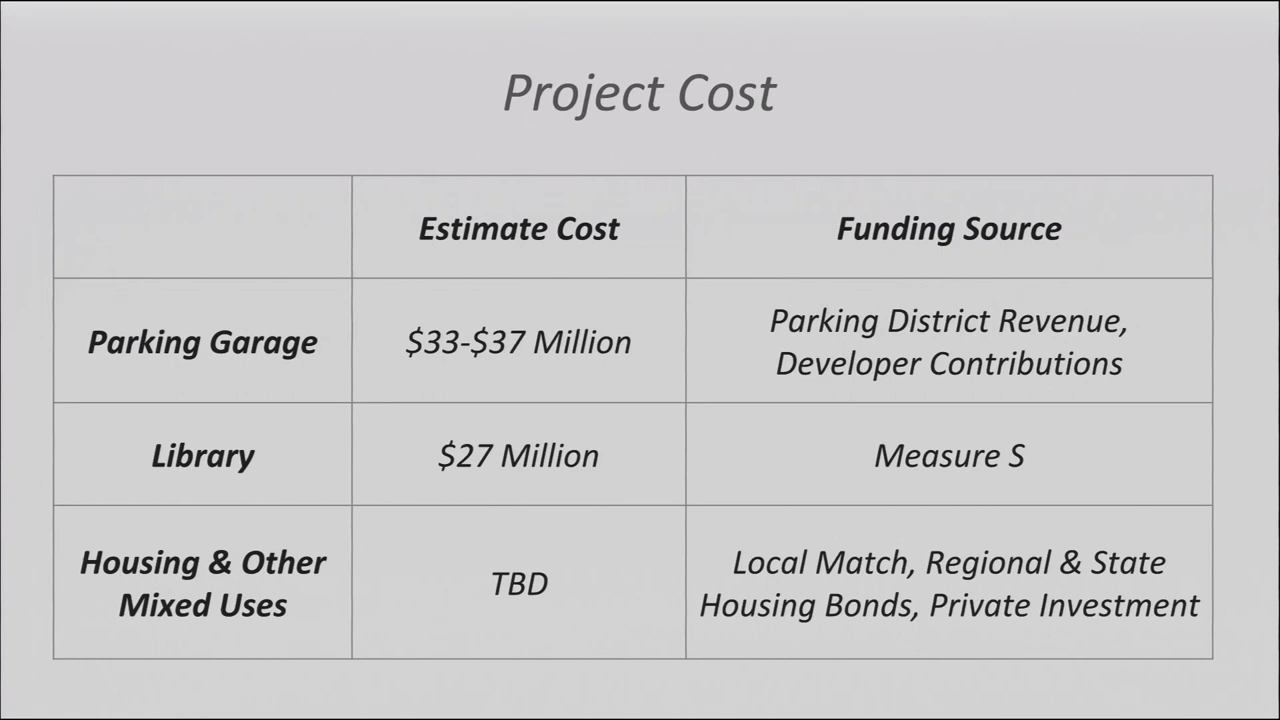 Project Cost
Estimate Cost
Funding Source
Parking Garage
$33-$37 Million
Parking District Revenue,
Developer Contributions
Library
$27 Million
Measure S
Housing & Other
Mixed Uses
TBD
Local Match, Regional & State
Housing Bonds, Private Investment